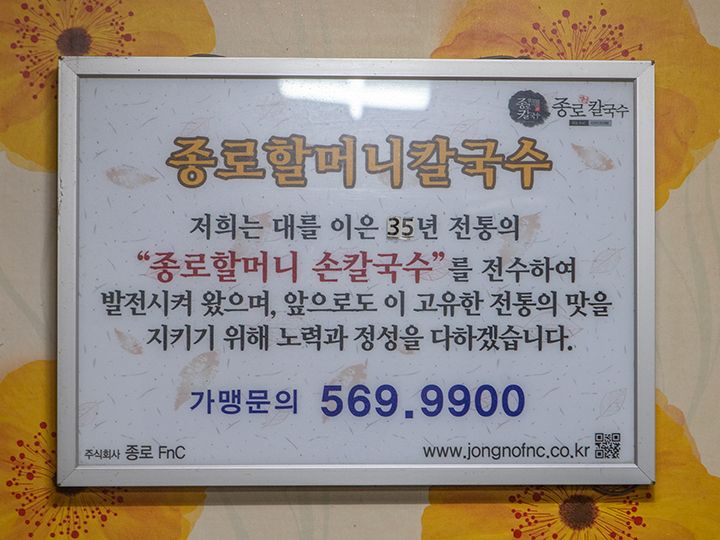 종로칼국수
종로할머니칼국수
저희는 대를 이은 35년 전통의
“종로할머니 손칼국수”를 전수하여
발전시켜 왔으며, 앞으로도 이 고유한 전통의 맛을
지키기 위해 노력과 정성을 다하겠습니다.
가맹문의 569.9900
주식회사 종로 FnC www.jongnofnc.co.kr